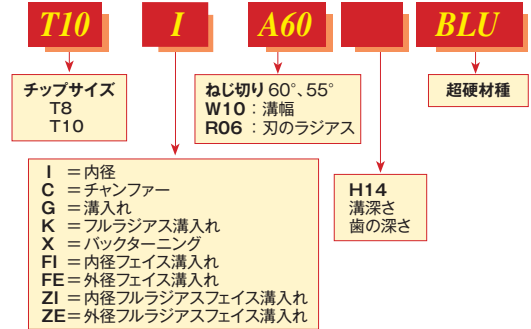 T10 I A60 BLU
チップサイズ
T8
T10
ねじ切り 60°、55°
W10：溝幅
R06：刃のラジアス
超硬材種
I ＝内径
C ＝チャンファー
G ＝溝入れ
K ＝フルラジアス溝入れ
X ＝バックターニング
FI＝内径フェイス溝入れ
FE＝外径フェイス溝入れ
ZI＝内径フルラジアスフェイス溝入れ
ZE＝外径フルラジアスフェイス溝入れ
H14
溝深さ
歯の深さ